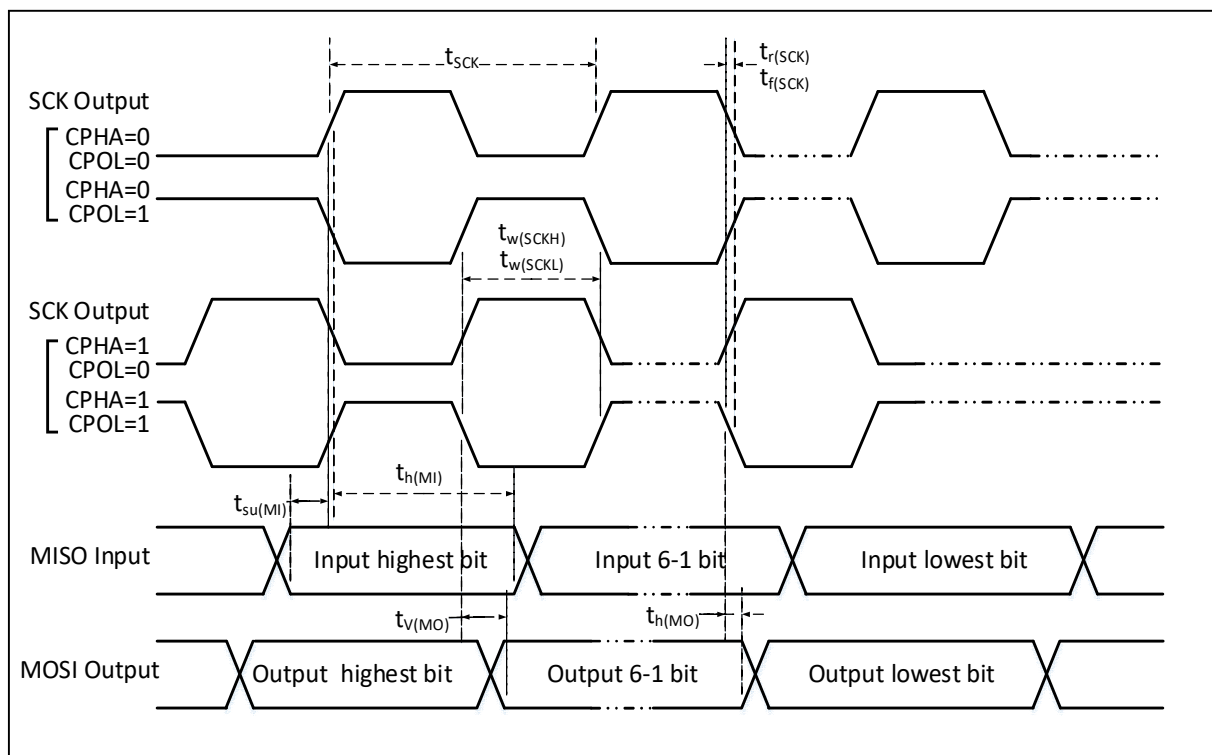 tSCK
tr(SCK)
tf(SCK)
SCK Output
CPHA=0
CPOL=0
CPHA=0
CPOL=1
tw(SCKH)
tw(SCKL)
SCK Output
CPHA=1
CPOL=0
CPHA=1
CPOL=1
th(MI)
tsu(MI)
MISO Input
Input highest bit
Input 6-1 bit
Input lowest bit
tV(MO)
th(MO)
MOSI Output
Output highest bit
Output 6-1 bit
Output lowest bit